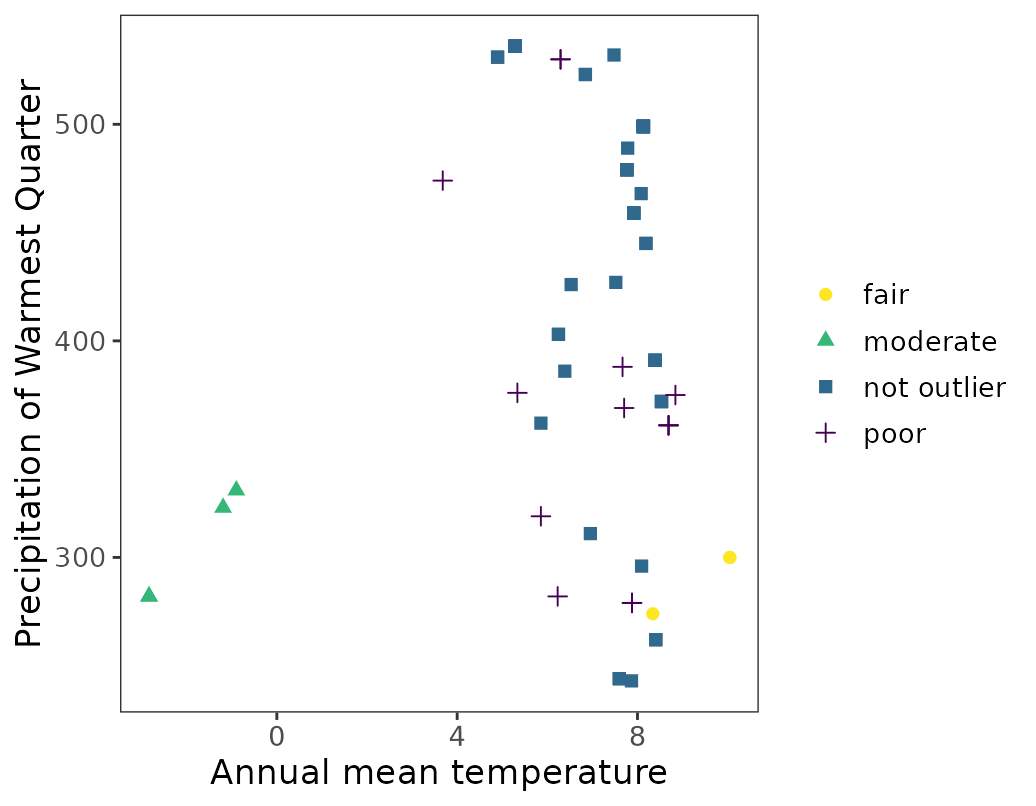 Precipitation of Warmest Quarter
500
400
300
0
4
8
Annual mean temperature
fair
moderate
not outlier
poor